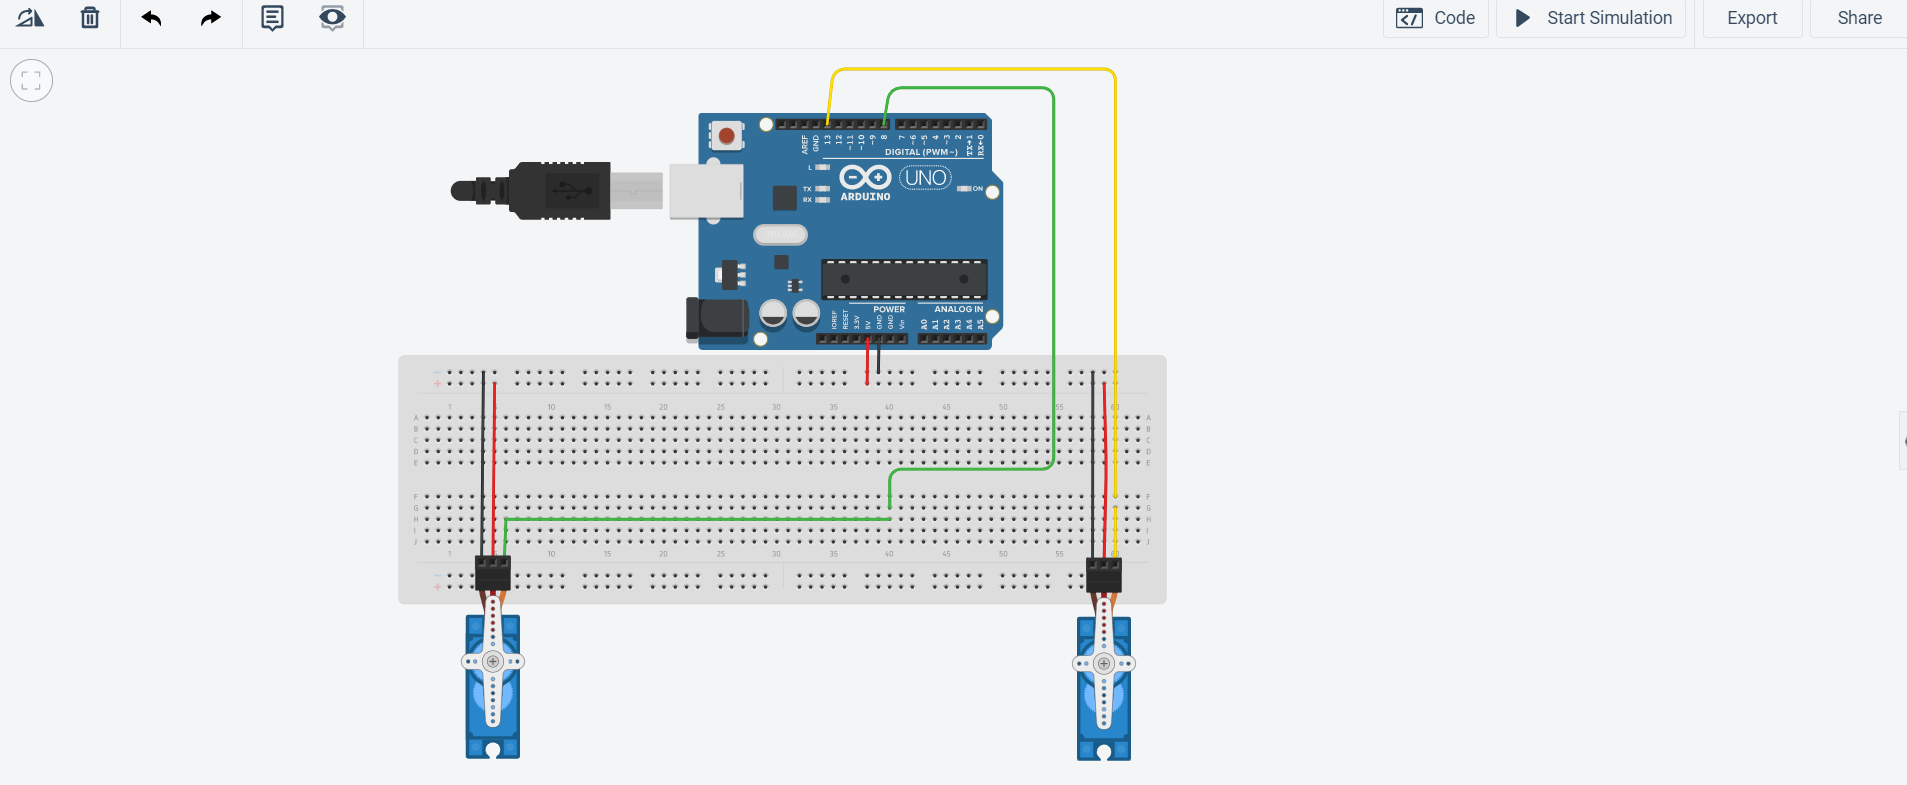 Code
Start Simulation
Export
Share
AREF
GND
13
12
~11
~10
~9
8
7
~6
~5
4
~3
2
TX→1
RX←0
DIGITAL (PWM~)
L
TX
RX
ARDUINO
UNO
ON
POWER
ANALOG IN
IOREF
RESET
3.3V
5V
GND
GND
Vin
A0
A1
A2
A3
A4
A5
1 5 10 15 20 25 30 35 40 45 50 55 60
A A
B B
C C
D D
E E
F F
G G
H H
I I
J J
1 10 15 20 25 30 35 40 45 50 55 60